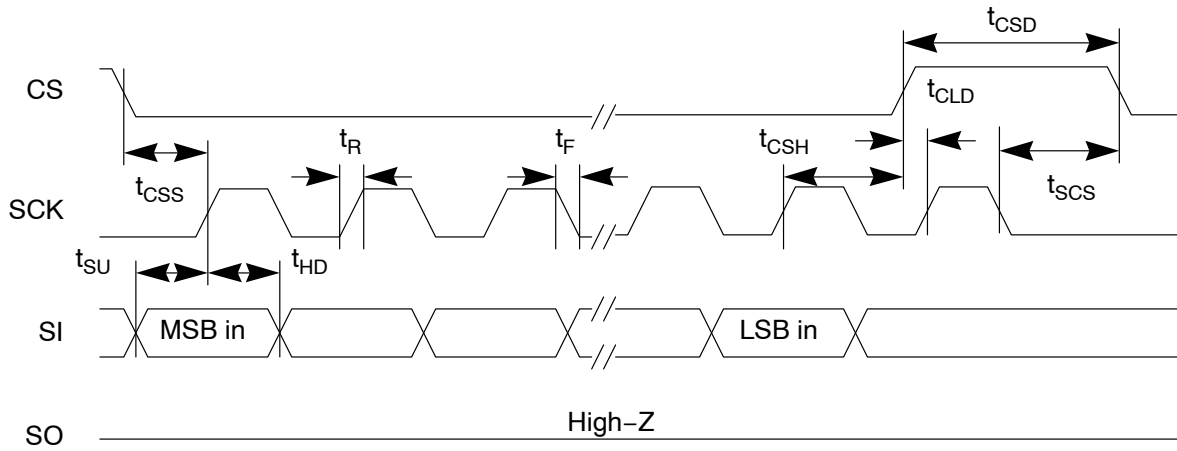 tCSD
CS
tCLD
tR
tF
tCSH
tCSS
tSCS
SCK
tSU
tHD
SI
MSB in
LSB in
High−Z
SO